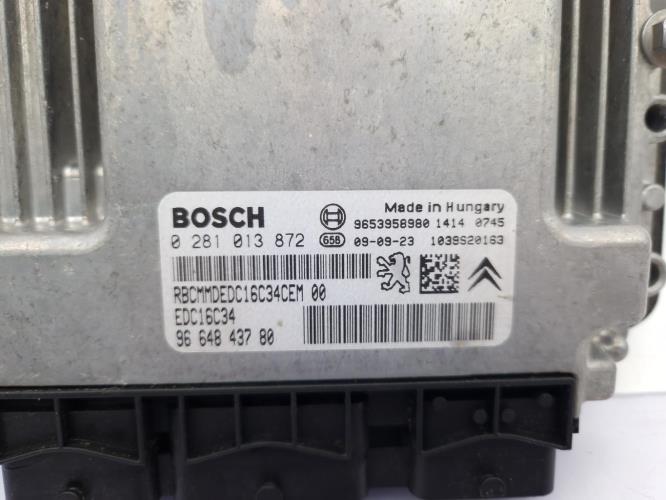 BOSCH
Made in Hungary
9653958980 1414 0745
0 281 013 872 65B 09-09-23 1039S20163
RBCMMDEDC16C34CEM 00
EDC16C34
96 648 437 80